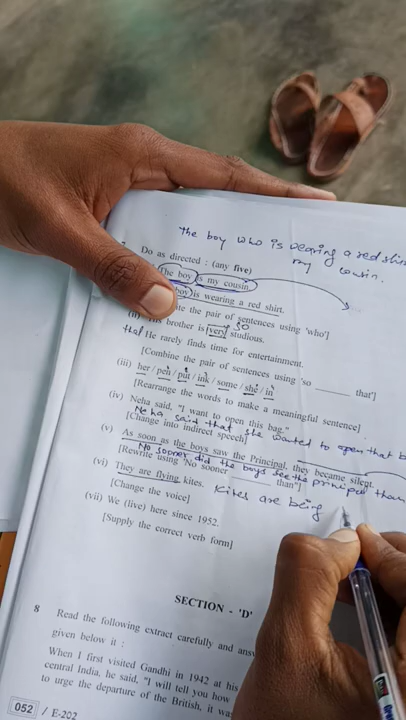 The boy who is wearing a red shirt
my cousin.
Do as directed : (any five)
The boy is my cousin.
boy is wearing a red shirt.
the pair of sentences using 'who']
(ii) His brother is very so studious.
that He rarely finds time for entertainment.
[Combine the pair of sentences using 'so ______ that']
(iii) her / pen / put / ink / some / she / in
[Rearrange the words to make a meaningful sentence]
(iv) Neha said, "I want to open this bag."
Neha said that she wanted to open that
[Change into indirect speech]
(v) As soon as the boys saw the Principal, they became silent.
No sooner did the boys see the principal than
[Rewrite using 'No sooner ______ than']
(vi) They are flying kites. Kites are being
[Change the voice]
(vii) We (live) here since 1952.
[Supply the correct verb form]
SECTION - 'D'
8 Read the following extract carefully and
given below it :
When I first visited Gandhi in 1942 at his
central India, he said, "I will tell you how
to urge the departure of the British, it was
052 / E-202